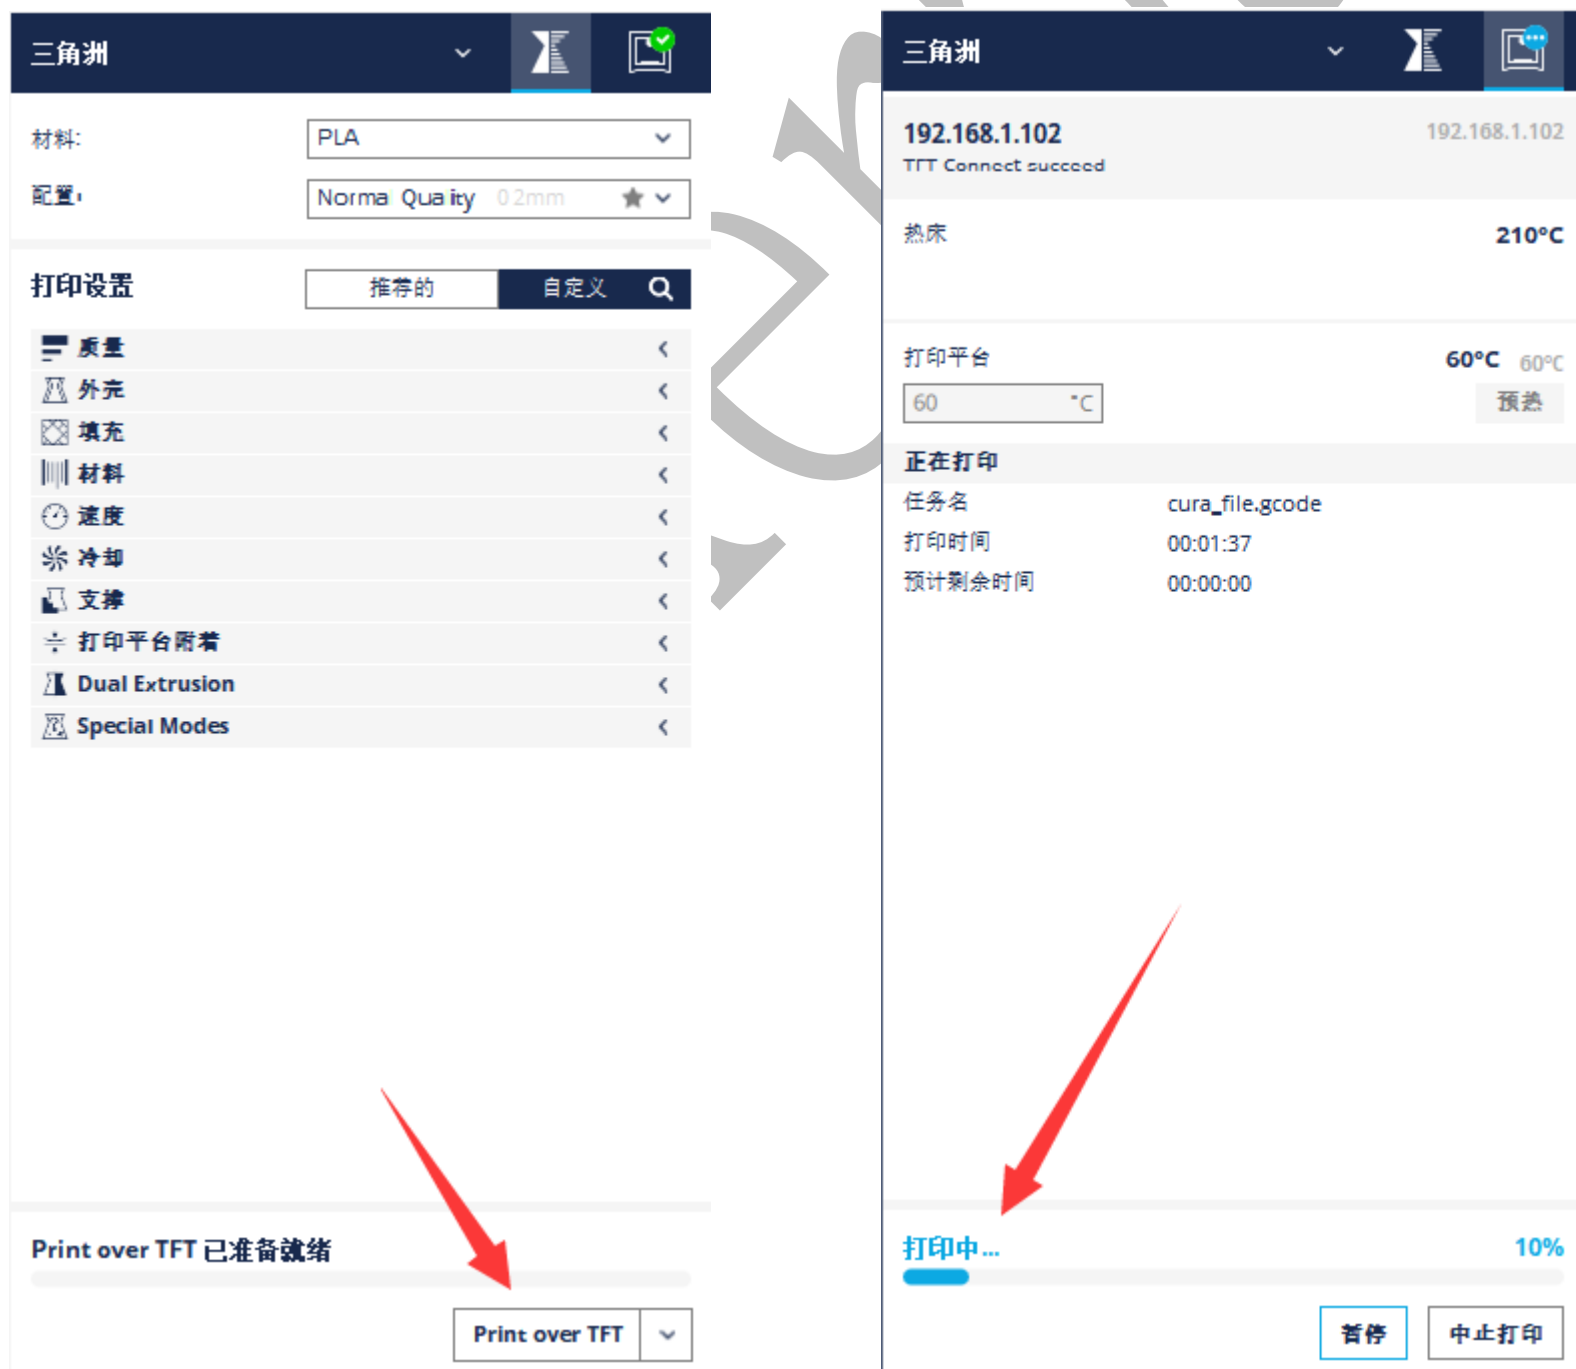 三角洲
材料:
PLA
配置:
Normal Quality 0.2mm
打印设置
推荐的
自定义
质量
外壳
填充
材料
速度
冷却
支撑
打印平台附着
Dual Extrusion
Special Modes
Print over TFT 已准备就绪
Print over TFT
三角洲
192.168.1.102 192.168.1.102
TFT Connect succeed
热床 210°C
打印平台 60°C 60°C
60 °C
预热
正在打印
任务名 cura_file.gcode
打印时间 00:01:37
预计剩余时间 00:00:00
打印中... 10%
暂停
中止打印